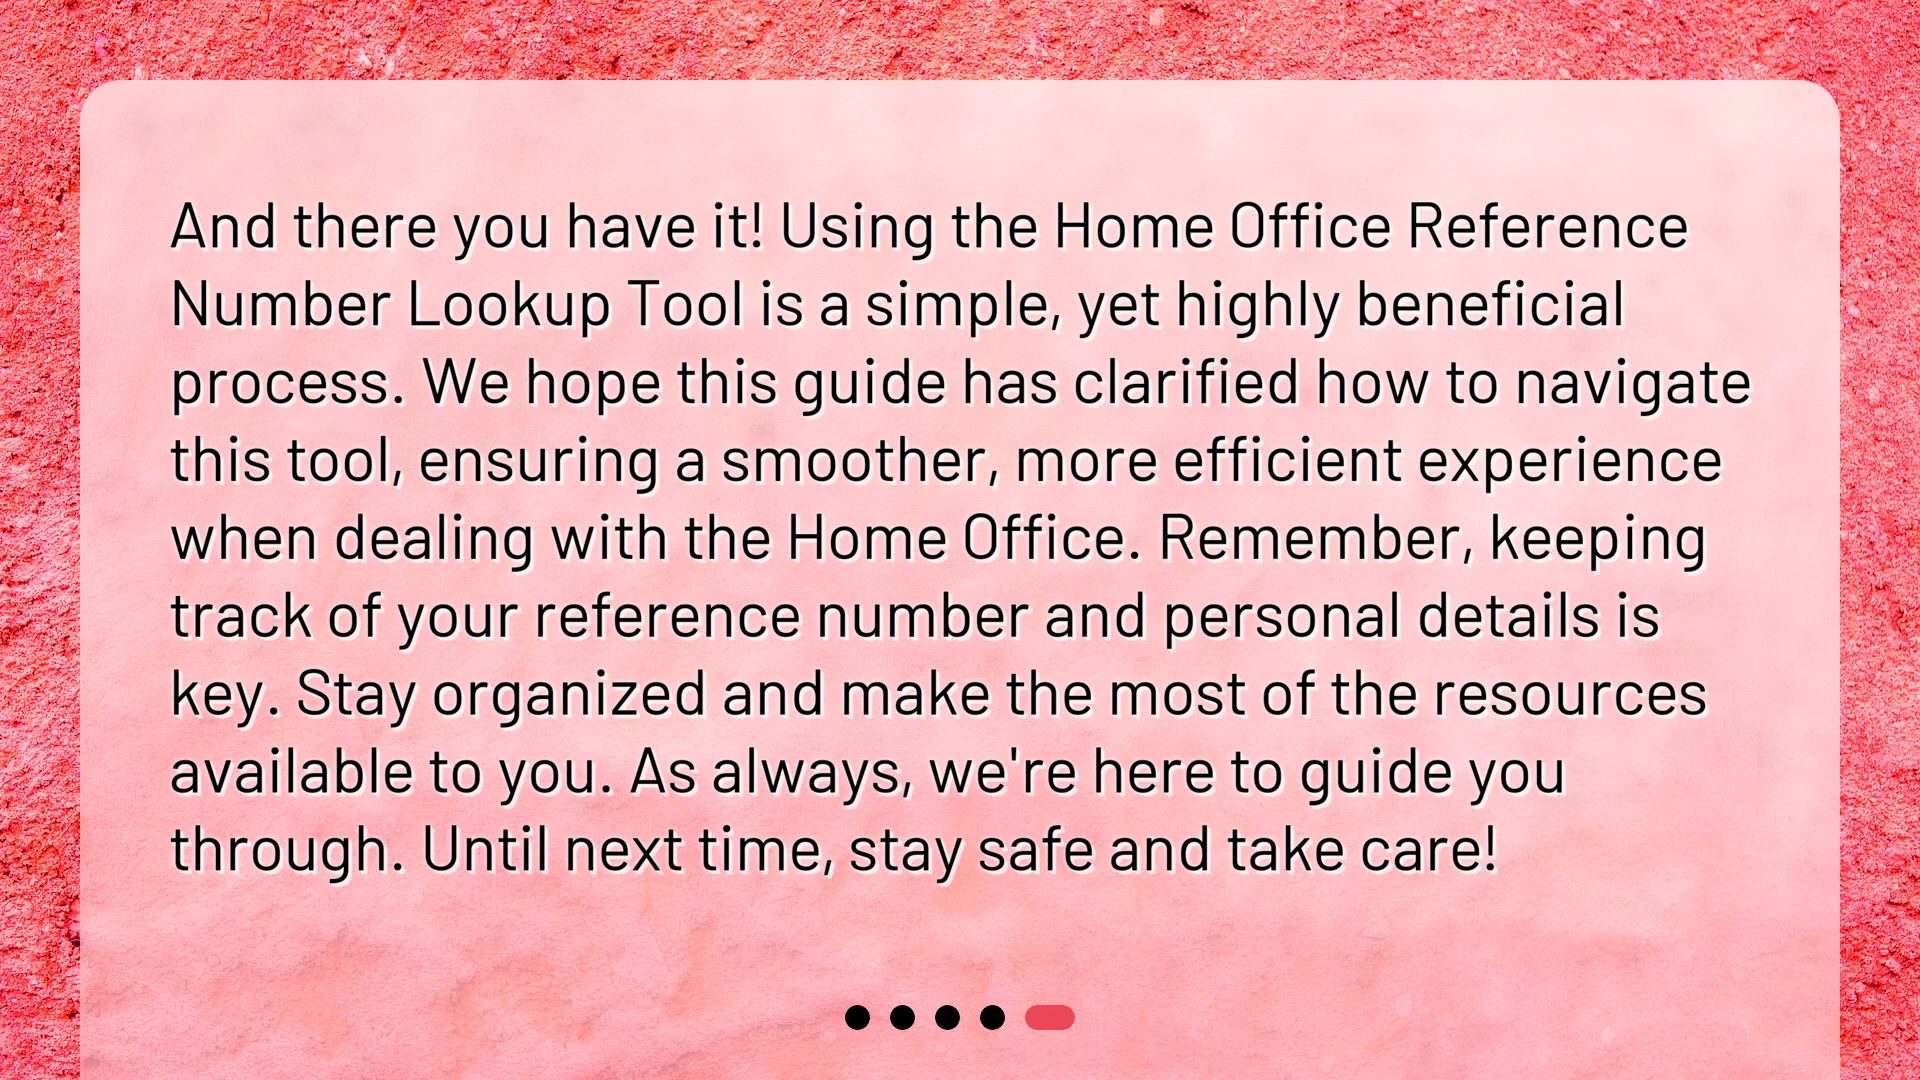 And there you have it! Using the Home Office Reference
Number Lookup Tool is a simple, yet highly beneficial
process. We hope this guide has clarified how to navigate
this tool, ensuring a smoother, more efficient experience
when dealing with the Home Office. Remember, keeping
track of your reference number and personal details is
key. Stay organized and make the most of the resources
available to you. As always, we're here to guide you
through. Until next time, stay safe and take care!